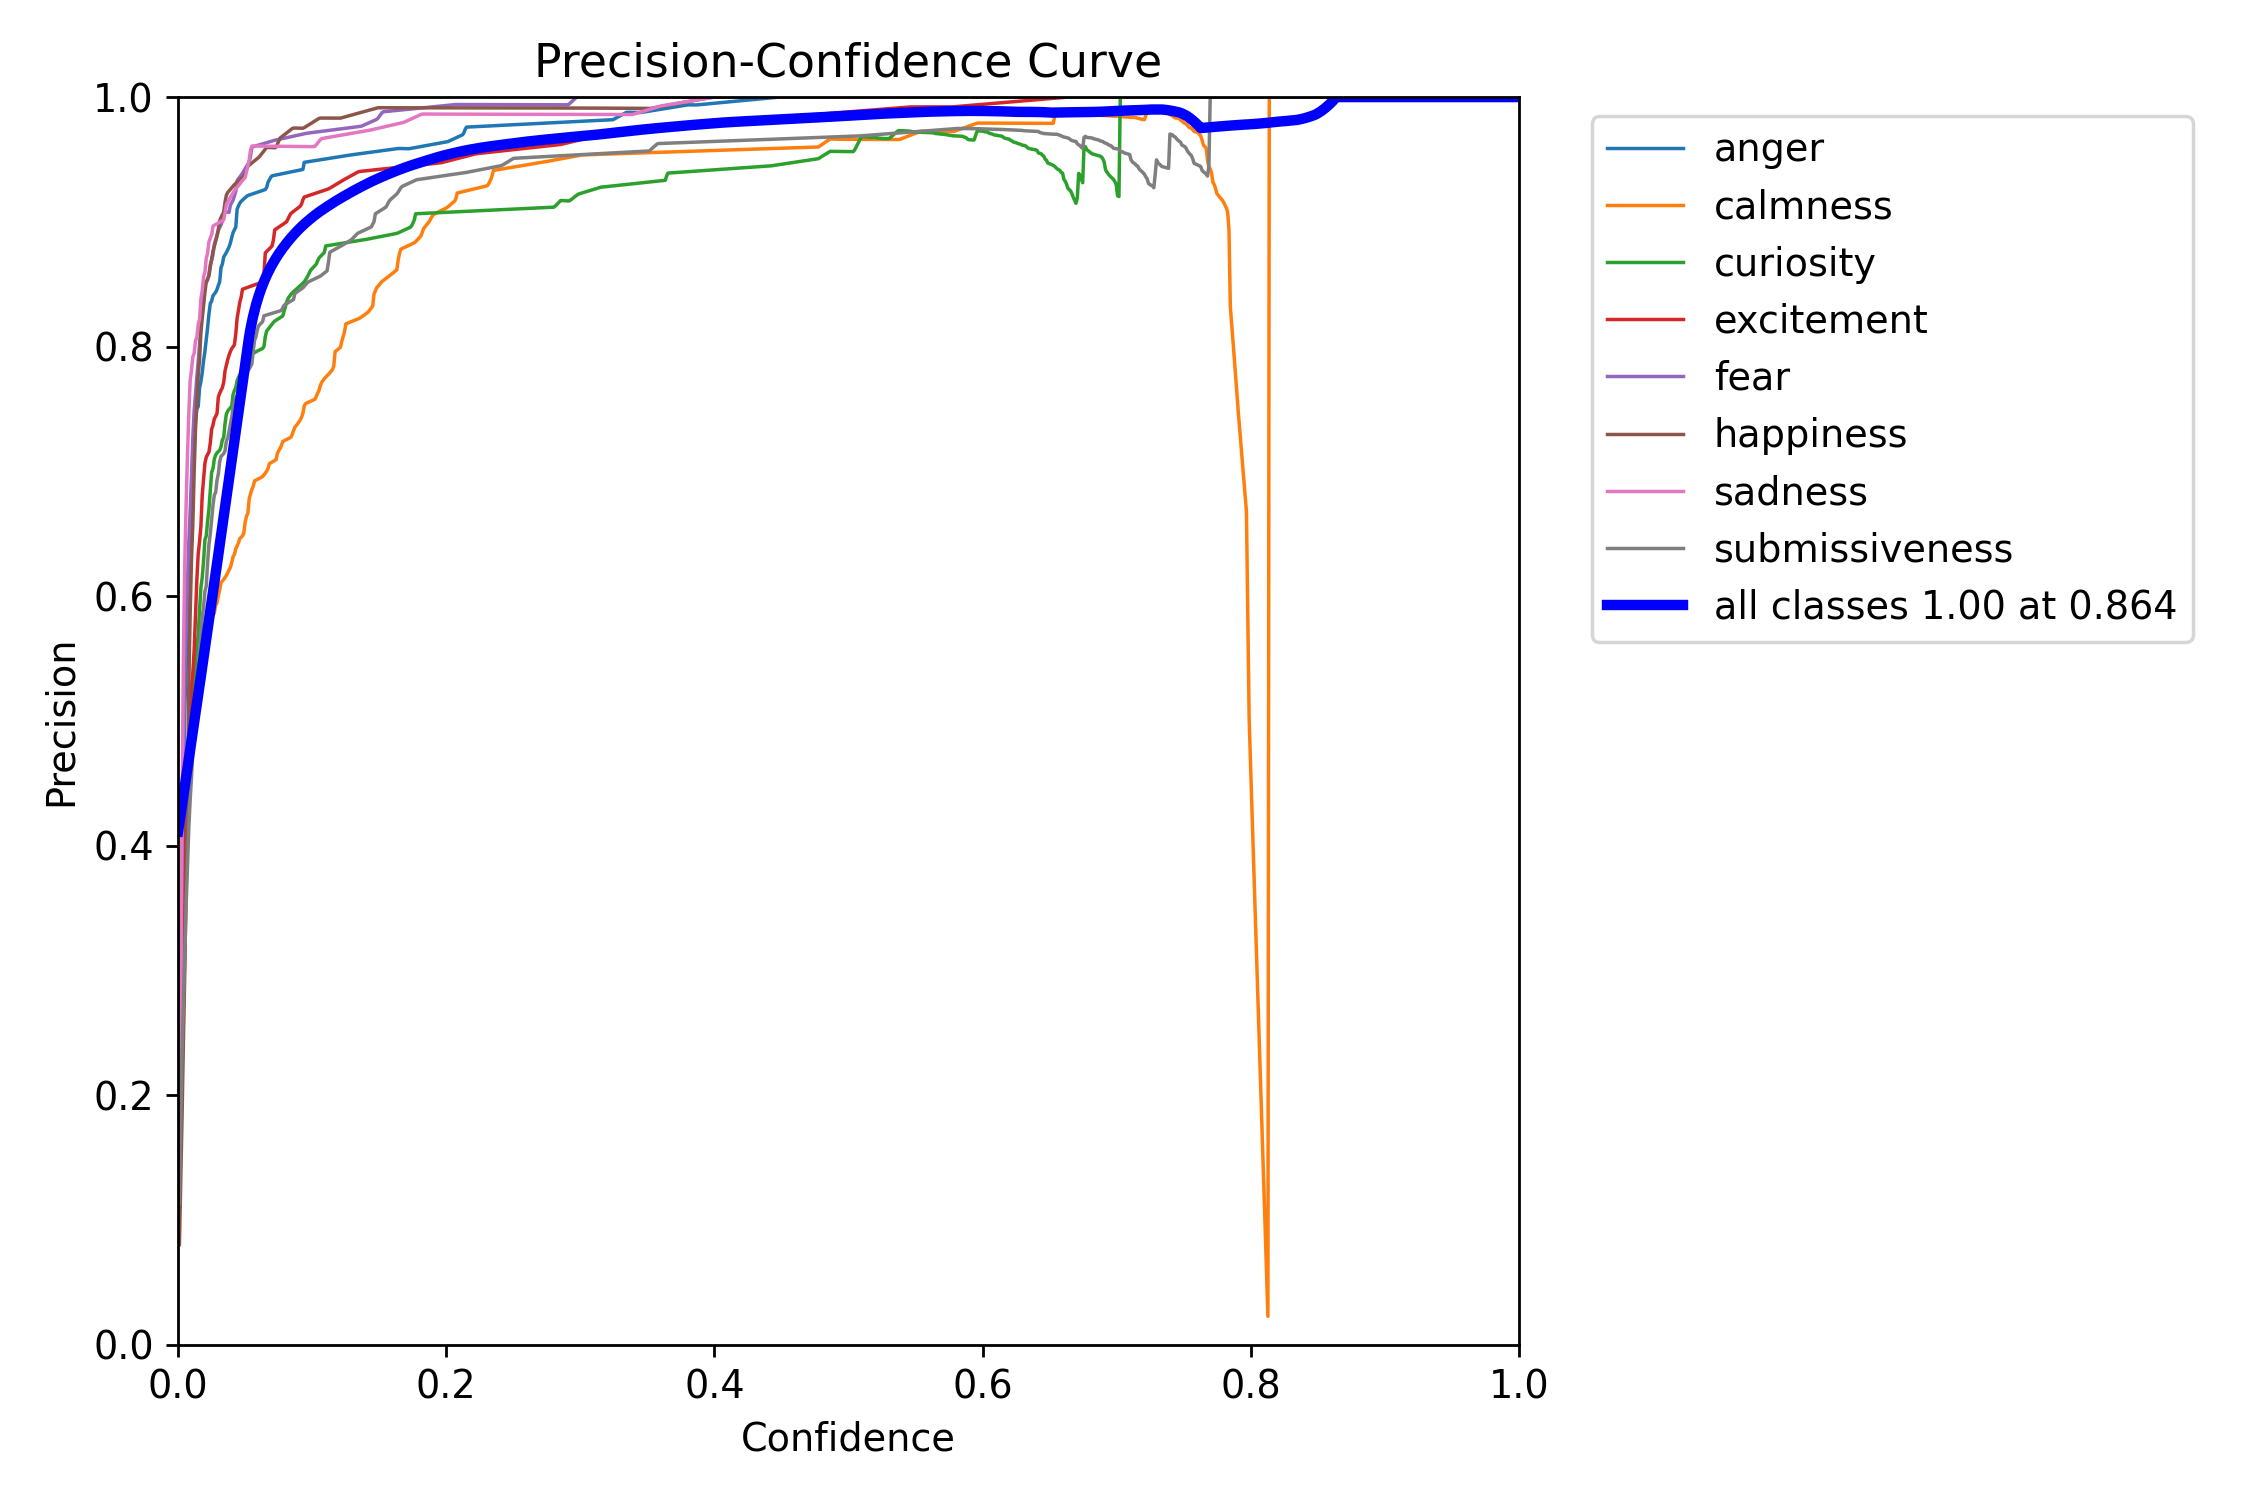 Precision-Confidence Curve
1.0
0.8
0.6
0.4
0.2
0.0
Precision
0.0 0.2 0.4 0.6 0.8 1.0
Confidence
anger
calmness
curiosity
excitement
fear
happiness
sadness
submissiveness
all classes 1.00 at 0.864